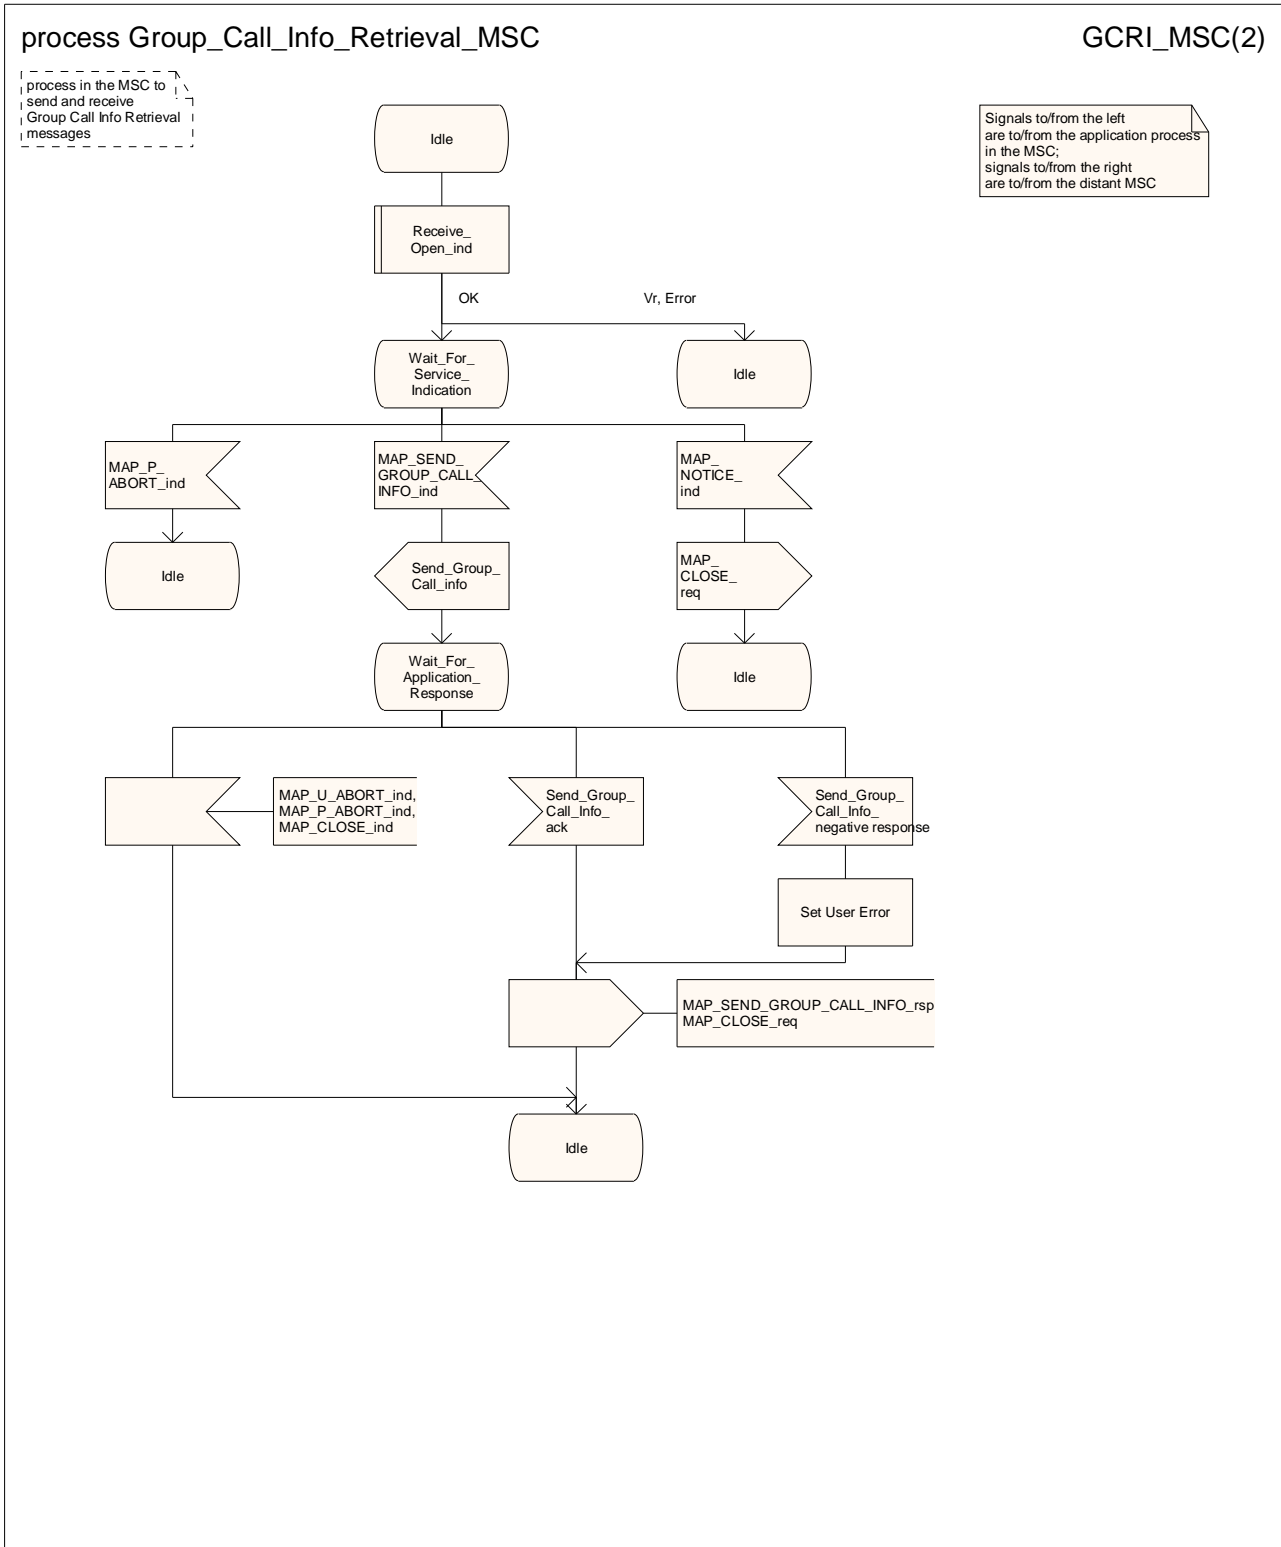 process Group_Call_Info_Retrieval_MSC
GCRI_MSC(2)
process in the MSC to
send and receive
Group Call Info Retrieval
messages
Signals to/from the left
are to/from the application process
in the MSC;
signals to/from the right
are to/from the distant MSC
Idle
Receive_
Open_ind
OK
Vr, Error
Wait_For_
Service_
Indication
Idle
MAP_P_
ABORT_ind
MAP_SEND_
GROUP_CALL_
INFO_ind
MAP_
NOTICE_
ind
Idle
Send_Group_
Call_info
MAP_
CLOSE_
req
Wait_For_
Application_
Response
Idle
MAP_U_ABORT_ind,
MAP_P_ABORT_ind,
MAP_CLOSE_ind
Send_Group_
Call_Info_
ack
Send_Group_
Call_Info_
negative response
Set User Error
MAP_SEND_GROUP_CALL_INFO_rsp
MAP_CLOSE_req
Idle